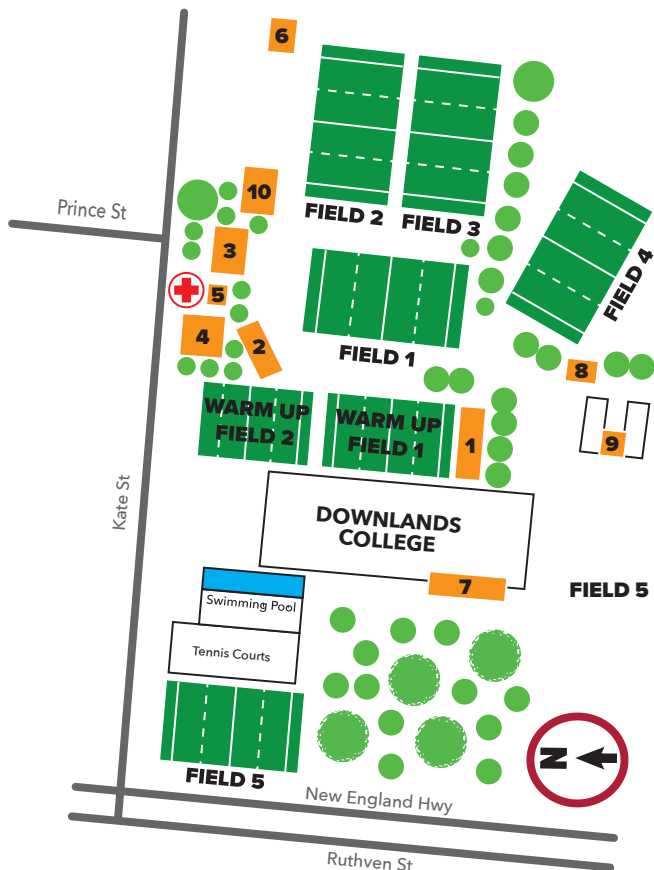 6
Prince St
10
FIELD 2
FIELD 3
3
FIELD 4
5
4
2
FIELD 1
8
WARM UP
FIELD 2
WARM UP
FIELD 1
1
9
Kate St
DOWNLANDS
COLLEGE
7
FIELD 5
Swimming Pool
Tennis Courts
FIELD 5
N
New England Hwy
Ruthven St